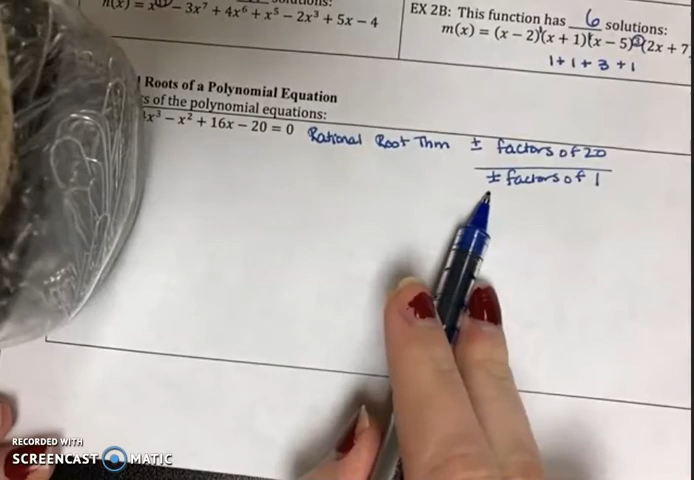 solutions:
− 3x⁷ + 4x⁶ + x⁵ − 2x³ + 5x − 4
EX 2B: This function has 6 solutions:
m(x) = (x − 2)(x + 1)(x − 5)③(2x + 7
1 + 1 + 3 + 1
Roots of a Polynomial Equation
of the polynomial equations:
x³ − x² + 16x − 20 = 0 Rational Root Thm ± factors of 20
± factors of 1
RECORDED WITH
SCREENCAST MATIC